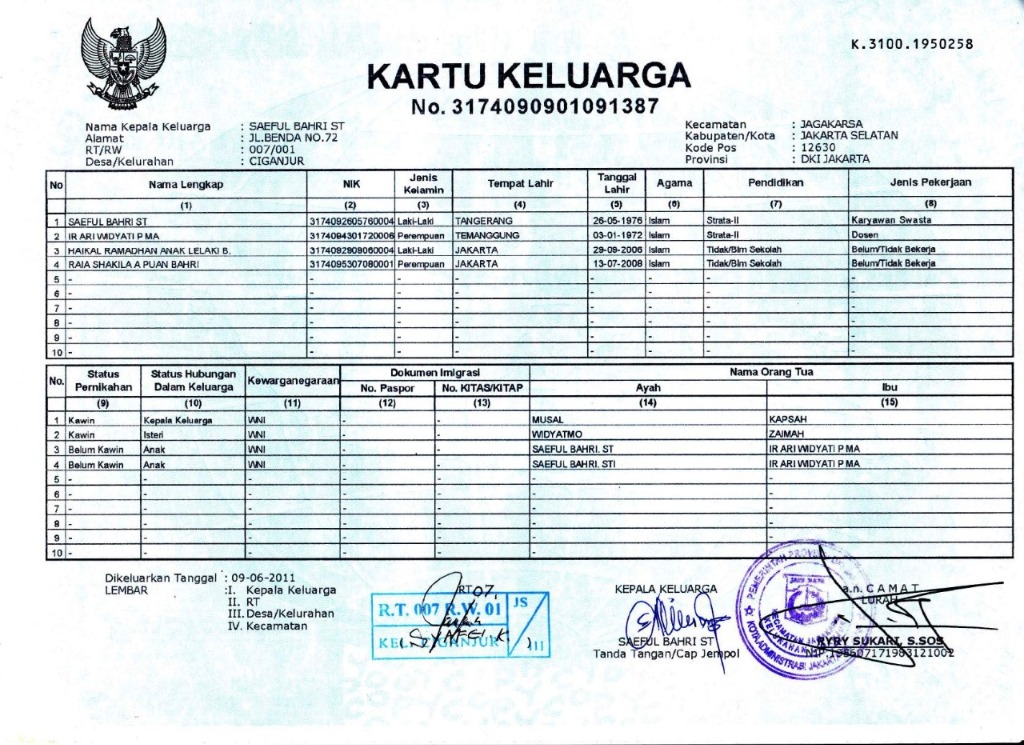 K.3100.1950258
KARTU KELUARGA
No. 3174090901091387
Nama Kepala Keluarga : SAEFUL BAHRI ST
Alamat : JL.BENDA NO.72
RT/RW : 007/001
Desa/Kelurahan : CIGANJUR
Kecamatan : JAGAKARSA
Kabupaten/Kota : JAKARTA SELATAN
Kode Pos : 12630
Provinsi : DKI JAKARTA
No Nama Lengkap NIK Jenis Kelamin Tempat Lahir Tanggal Lahir Agama Pendidikan Jenis Pekerjaan
(1) (2) (3) (4) (5) (6) (7) (8)
1 SAEFUL BAHRI ST 3174092605760004 Laki-Laki TANGERANG 26-05-1976 Islam Strata-II Karyawan Swasta
2 IR ARI WIDYATI P MA 3174094301720006 Perempuan TEMANGGUNG 03-01-1972 Islam Strata-II Dosen
3 HAIKAL RAMADHAN ANAK LELAKI B. 3174092909060004 Laki-Laki JAKARTA 29-09-2006 Islam Tidak/Blm Sekolah Belum/Tidak Bekerja
4 RAIA SHAKILA A PUAN BAHRI 3174095307080001 Perempuan JAKARTA 13-07-2008 Islam Tidak/Blm Sekolah Belum/Tidak Bekerja
5 - - - - - - - -
6 - - - - - - - -
7 - - - - - - - -
8 - - - - - - - -
9 - - - - - - - -
10 - - - - - - - -
No. Status Pernikahan Status Hubungan Dalam Keluarga Kewarganegaraan Dokumen Imigrasi Nama Orang Tua
No. Paspor No. KITAS/KITAP Ayah Ibu
(9) (10) (11) (12) (13) (14) (15)
1 Kawin Kepala Keluarga WNI - - MUSAL KAPSAH
2 Kawin Isteri WNI - - WIDYATMO ZAIMAH
3 Belum Kawin Anak WNI - - SAEFUL BAHRI. ST IR ARI WIDYATI P MA
4 Belum Kawin Anak WNI - - SAEFUL BAHRI. STI IR ARI WIDYATI P MA
5 - - - - - - -
6 - - - - - - -
7 - - - - - - -
8 - - - - - - -
9 - - - - - - -
10 - - - - - - -
Dikeluarkan Tanggal : 09-06-2011
LEMBAR :I. Kepala Keluarga
II. RT
III. Desa/Kelurahan
IV. Kecamatan
RT 07.
R.T. 007 R.W. 01 JS
KEL. CIGANJUR III
KEPALA KELUARGA
SAEFUL BAHRI ST
Tanda Tangan/Cap Jempol
a.n. C A M A T
LURAH
RYRY SUKARI, S.SOS